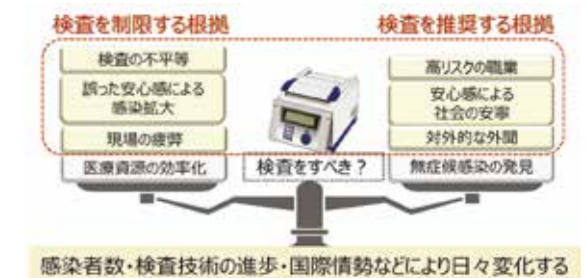 検査を制限する根拠
検査の不平等
誤った安心感による
感染拡大
現場の疲弊
医療資源の効率化
検査をすべき？
検査を推奨する根拠
高リスクの職業
安心感による
社会の安寧
対外的な外聞
無症候感染の発見
感染者数・検査技術の進歩・国際情勢などにより日々変化する